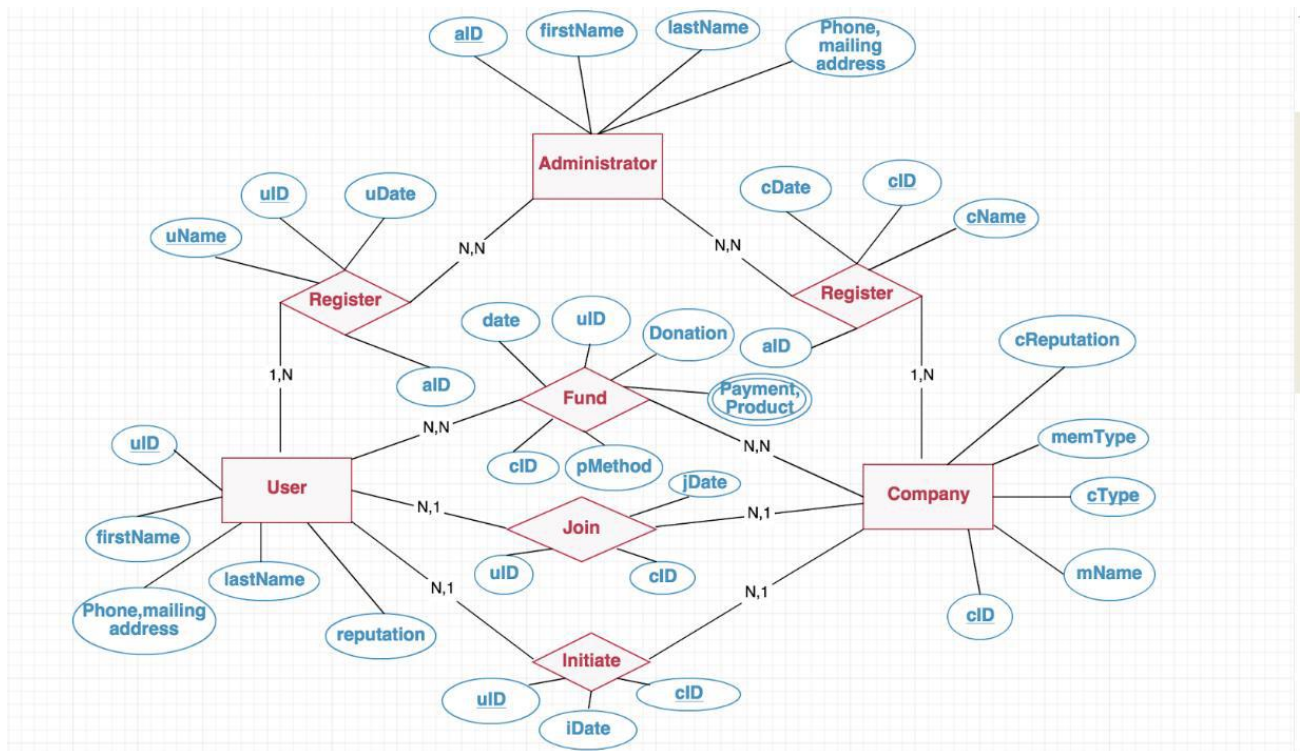 aID
firstName
lastName
Phone,
mailing
address
Administrator
uName
uID
uDate
cDate
cID
cName
N,N
N,N
Register
Register
aID
aID
1,N
1,N
date
uID
Donation
Payment,
Product
Fund
cID
pMethod
N,N
N,N
cReputation
memType
cType
mName
cID
Company
uID
User
firstName
lastName
Phone,mailing
address
reputation
N,1
N,1
jDate
Join
uID
cID
N,1
N,1
Initiate
uID
iDate
cID